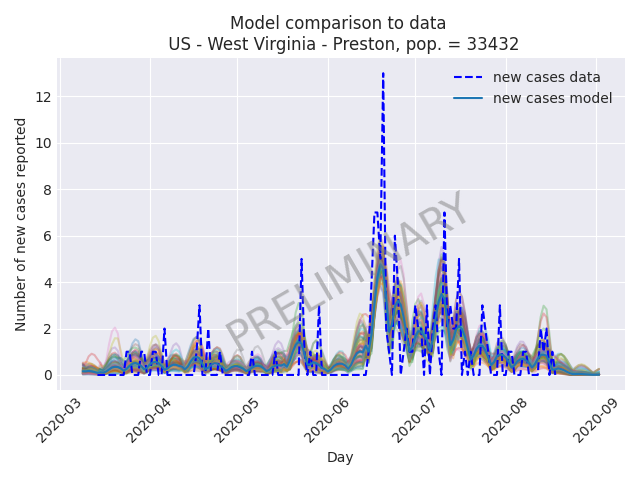 Model comparison to data
US - West Virginia - Preston, pop. = 33432
new cases data
new cases model
Number of new cases reported
12
10
8
6
4
2
0
PRELIMINARY
2020-03
2020-04
2020-05
2020-06
2020-07
2020-08
2020-09
Day